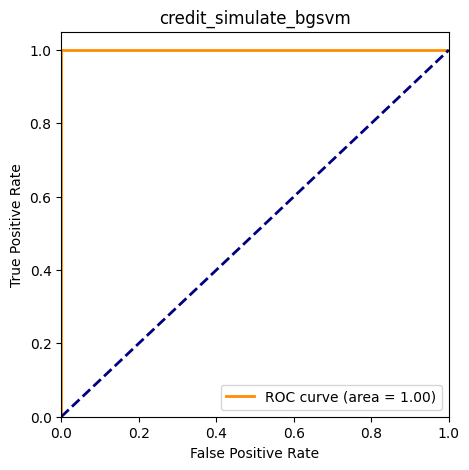 credit_simulate_bgsvm
True Positive Rate
1.0
0.8
0.6
0.4
0.2
0.0
ROC curve (area = 1.00)
0.0 0.2 0.4 0.6 0.8 1.0
False Positive Rate